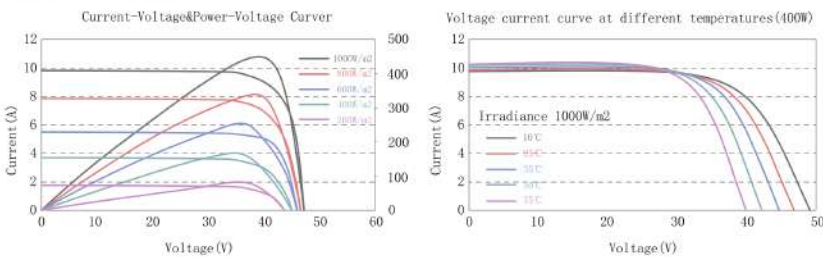 Current-Voltage&Power-Voltage Curver
12
10
8
6
4
2
0
500
400
300
200
100
0
0
10
20
30
40
50
60
Current(A)
Voltage(V)
1000W/m2
800W/m2
600W/m2
400W/m2
200W/m2
Voltage current curve at different temperatures(400W)
12
10
8
6
4
2
0
0
10
20
30
40
50
Current(A)
Voltage(V)
Irradiance 1000W/m2
10℃
25℃